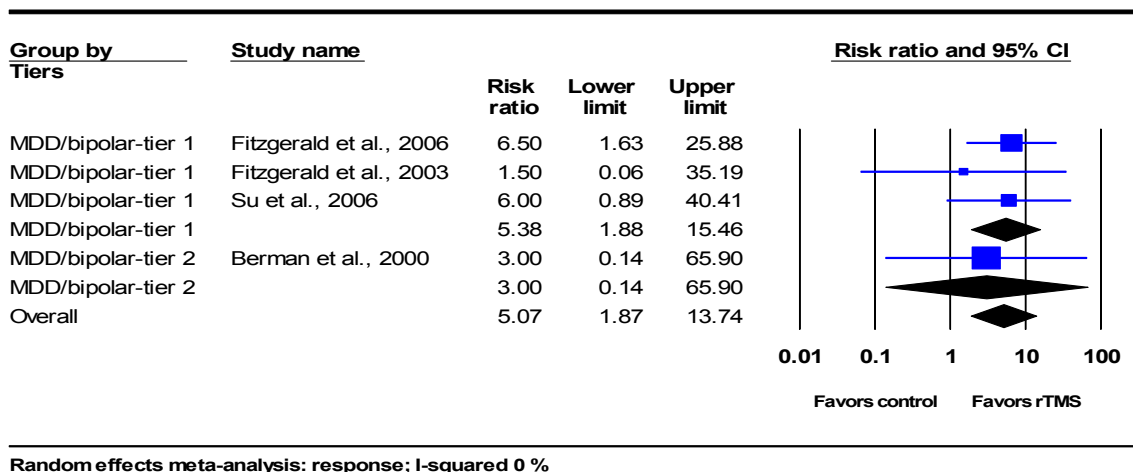 Group by Study name Risk ratio and 95% CI
Tiers
Risk Lower Upper
ratio limit limit
MDD/bipolar-tier 1 Fitzgerald et al., 2006 6.50 1.63 25.88
MDD/bipolar-tier 1 Fitzgerald et al., 2003 1.50 0.06 35.19
MDD/bipolar-tier 1 Su et al., 2006 6.00 0.89 40.41
MDD/bipolar-tier 1 5.38 1.88 15.46
MDD/bipolar-tier 2 Berman et al., 2000 3.00 0.14 65.90
MDD/bipolar-tier 2 3.00 0.14 65.90
Overall 5.07 1.87 13.74
0.01 0.1 1 10 100
Favors control Favors rTMS
Random effects meta-analysis: response; I-squared 0 %